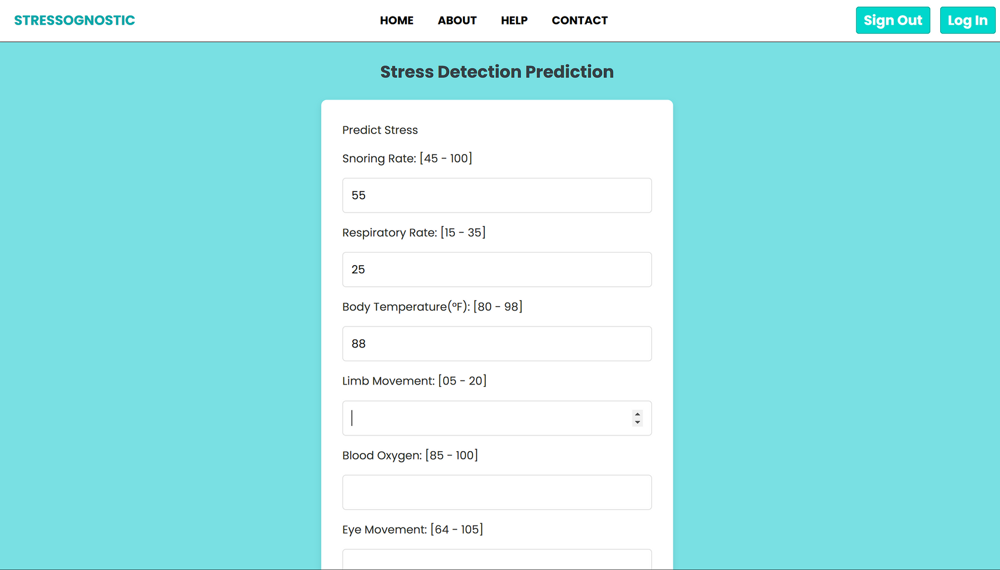 STRESSOGNOSTIC
HOME
ABOUT
HELP
CONTACT
Sign Out
Log In
Stress Detection Prediction
Predict Stress
Snoring Rate: [45 - 100]
55
Respiratory Rate: [15 - 35]
25
Body Temperature(°F): [80 - 98]
88
Limb Movement: [05 - 20]
Blood Oxygen: [85 - 100]
Eye Movement: [64 - 105]